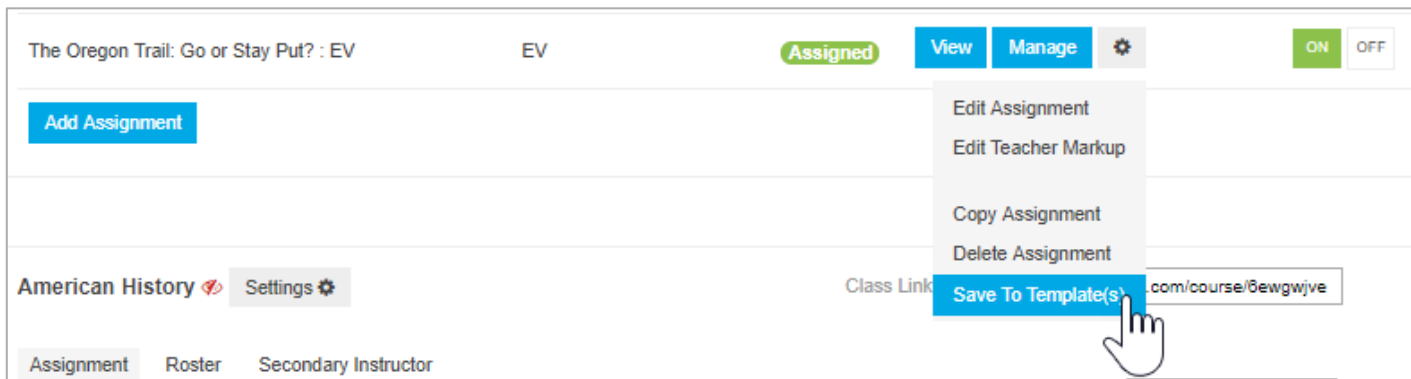 The Oregon Trail: Go or Stay Put? : EV EV Assigned View Manage ON OFF
Edit Assignment
Add Assignment
Edit Teacher Markup
Copy Assignment
Delete Assignment
American History Settings Class Link .com/course/6ewgwjve
Save To Template(s)
Assignment Roster Secondary Instructor